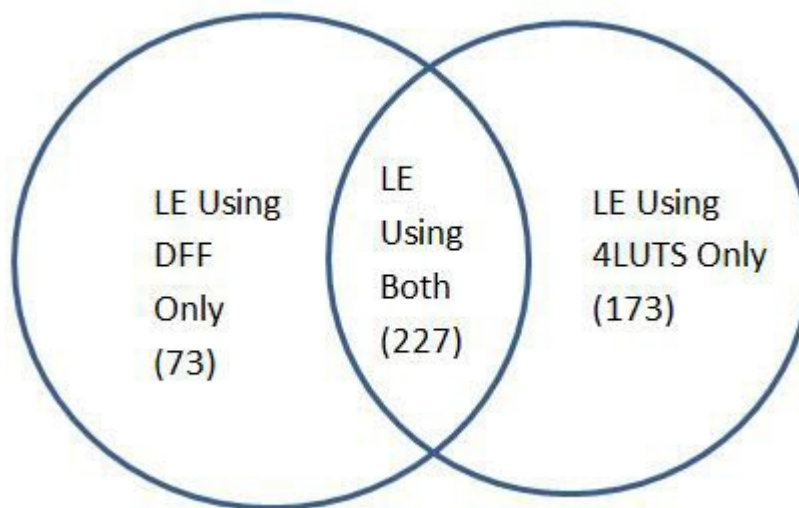 LE Using
DFF
Only
(73)
LE
Using
Both
(227)
LE Using
4LUTS Only
(173)